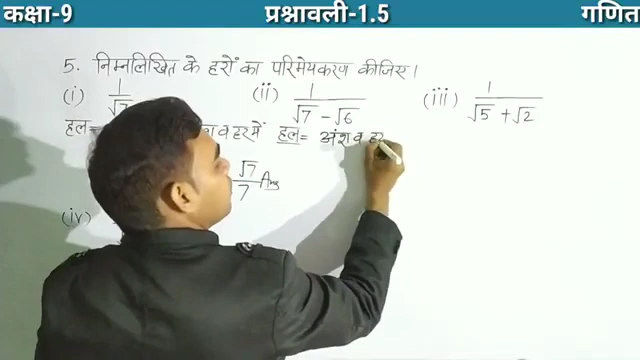 कक्षा-9 प्रश्नावली-1.5 गणित
5. निम्नलिखित के हरों का परिमेयकरण कीजिए।
(i) 1/√7 (ii) 1/(√7 - √6) (iii) 1/(√5 + √2)
हल= व हर में हल= अंश व हर
√7/7 Ans
(iv)